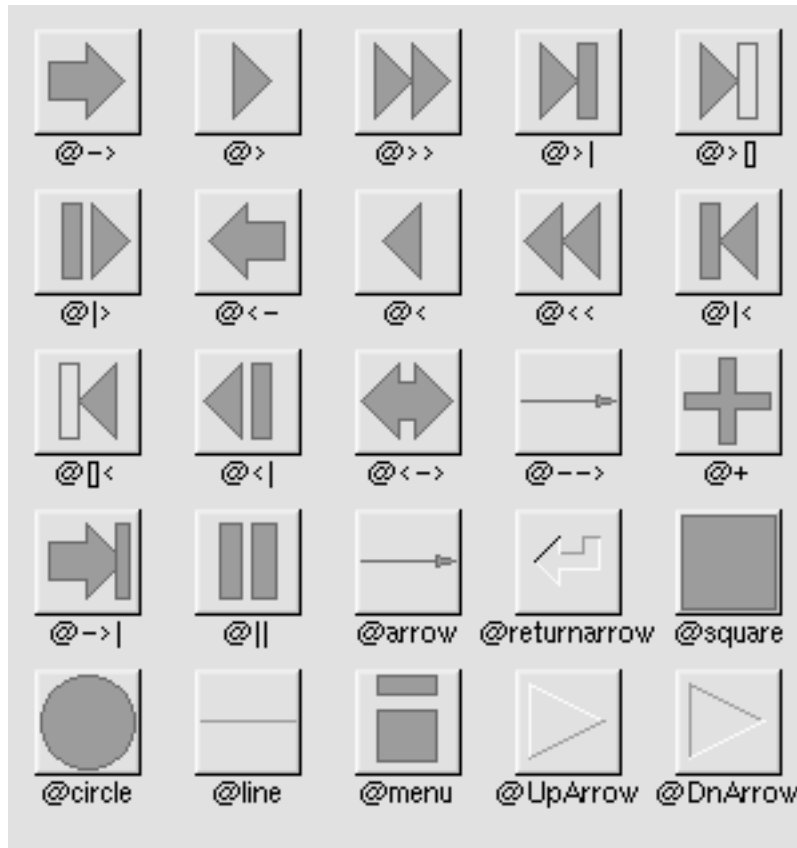 @-> @> @>> @>| @>[]
@|> @<- @< @<< @|<
@[]< @<| @<-> @--> @+
@->| @|| @arrow @returnarrow @square
@circle @line @menu @UpArrow @DnArrow